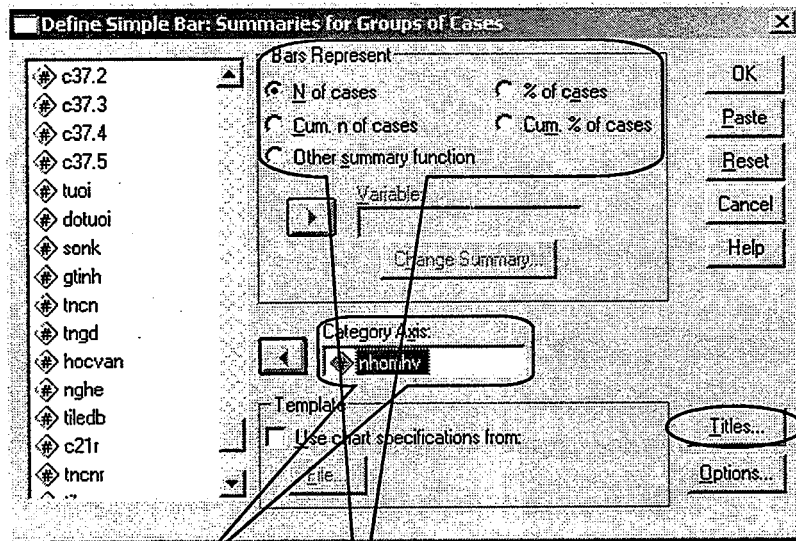 Define Simple Bar: Summaries for Groups of Cases
c37.2
c37.3
c37.4
c37.5
tuoi
dotuoi
sonk
gtinh
tncn
tngd
hocvan
nghe
tiledb
c21r
tncnr
Bars Represent
N of cases
% of cases
Cum. n of cases
Cum. % of cases
Other summary function
Variable:
Change Summary...
Category Axis:
nhomhv
Template
Use chart specifications from:
File...
OK
Paste
Reset
Cancel
Help
Titles...
Options...